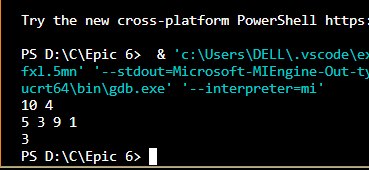 Try the new cross-platform PowerShell https:
PS D:\C\Epic 6>  & 'c:\Users\DELL\.vscode\ex
fxl.5mn' '--stdout=Microsoft-MIEngine-Out-ty
ucrt64\bin\gdb.exe' '--interpreter=mi'
10 4
5 3 9 1
3
PS D:\C\Epic 6>